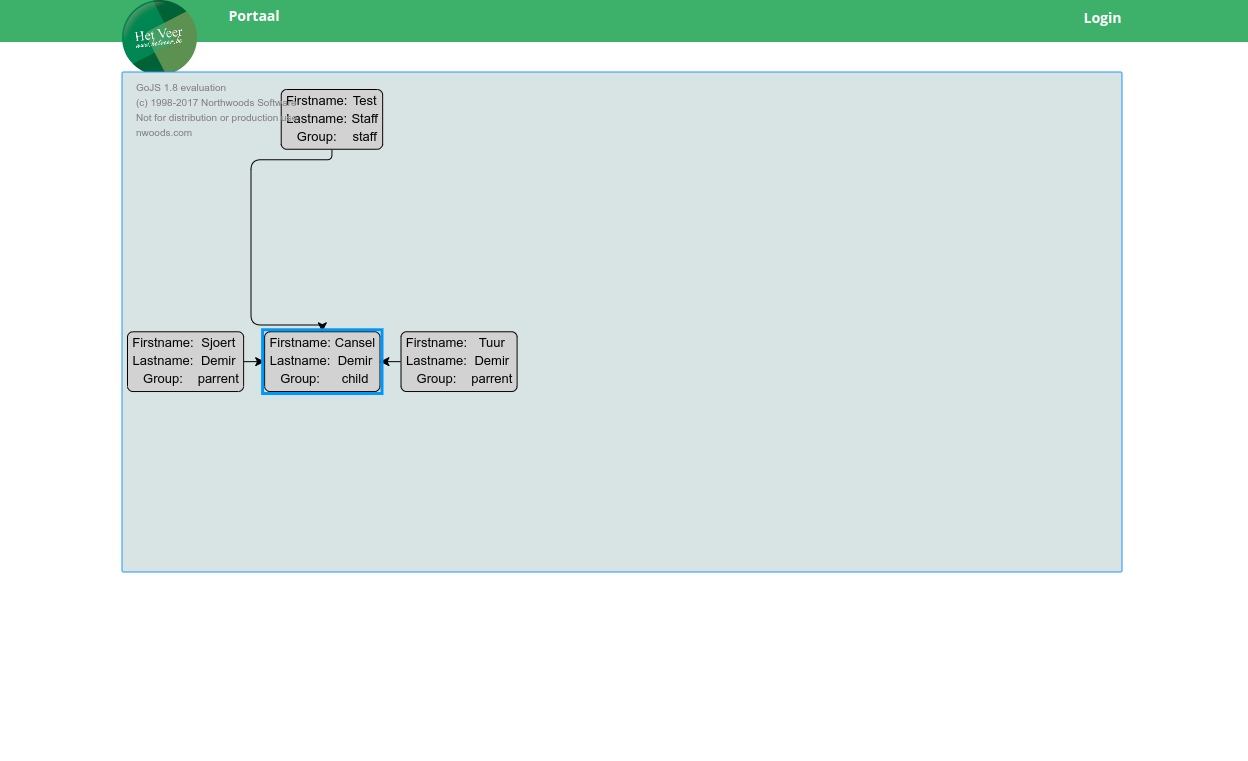 Portaal
Login
Het Veer
www.hetveer.be
GoJS 1.8 evaluation
(c) 1998-2017 Northwoods Software
Not for distribution or production use
nwoods.com
Firstname: Test
Lastname: Staff
Group: staff
Firstname: Sjoert
Lastname: Demir
Group: parrent
Firstname: Cansel
Lastname: Demir
Group: child
Firstname: Tuur
Lastname: Demir
Group: parrent